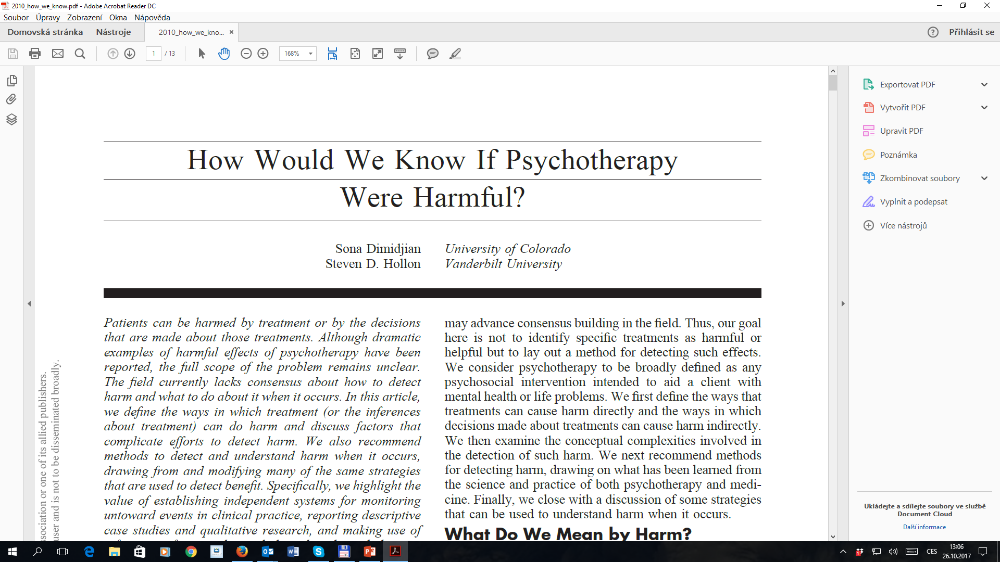 2010_how_we_know.pdf - Adobe Acrobat Reader DC
Soubor Úpravy Zobrazení Okna Nápověda
Domovská stránka Nástroje 2010_how_we_kno... × ? Přihlásit se
1 / 13 168%
How Would We Know If Psychotherapy
Were Harmful?
Sona Dimidjian University of Colorado
Steven D. Hollon Vanderbilt University
Patients can be harmed by treatment or by the decisions
that are made about those treatments. Although dramatic
examples of harmful effects of psychotherapy have been
reported, the full scope of the problem remains unclear.
The field currently lacks consensus about how to detect
harm and what to do about it when it occurs. In this article,
we define the ways in which treatment (or the inferences
about treatment) can do harm and discuss factors that
complicate efforts to detect harm. We also recommend
methods to detect and understand harm when it occurs,
drawing from and modifying many of the same strategies
that are used to detect benefit. Specifically, we highlight the
value of establishing independent systems for monitoring
untoward events in clinical practice, reporting descriptive
case studies and qualitative research, and making use of
may advance consensus building in the field. Thus, our goal
here is not to identify specific treatments as harmful or
helpful but to lay out a method for detecting such effects.
We consider psychotherapy to be broadly defined as any
psychosocial intervention intended to aid a client with
mental health or life problems. We first define the ways that
treatments can cause harm directly and the ways in which
decisions made about treatments can cause harm indirectly.
We then examine the conceptual complexities involved in
the detection of such harm. We next recommend methods
for detecting harm, drawing on what has been learned from
the science and practice of both psychotherapy and medi-
cine. Finally, we close with a discussion of some strategies
that can be used to understand harm when it occurs.
What Do We Mean by Harm?
ssociation or one of its allied publishers.
user and is not to be disseminated broadly.
Exportovat PDF
Vytvořit PDF
Upravit PDF
Poznámka
Zkombinovat soubory
Vyplnit a podepsat
Více nástrojů
Ukládejte a sdílejte soubory ve službě
Document Cloud
Další informace
CES
13:06
26.10.2017